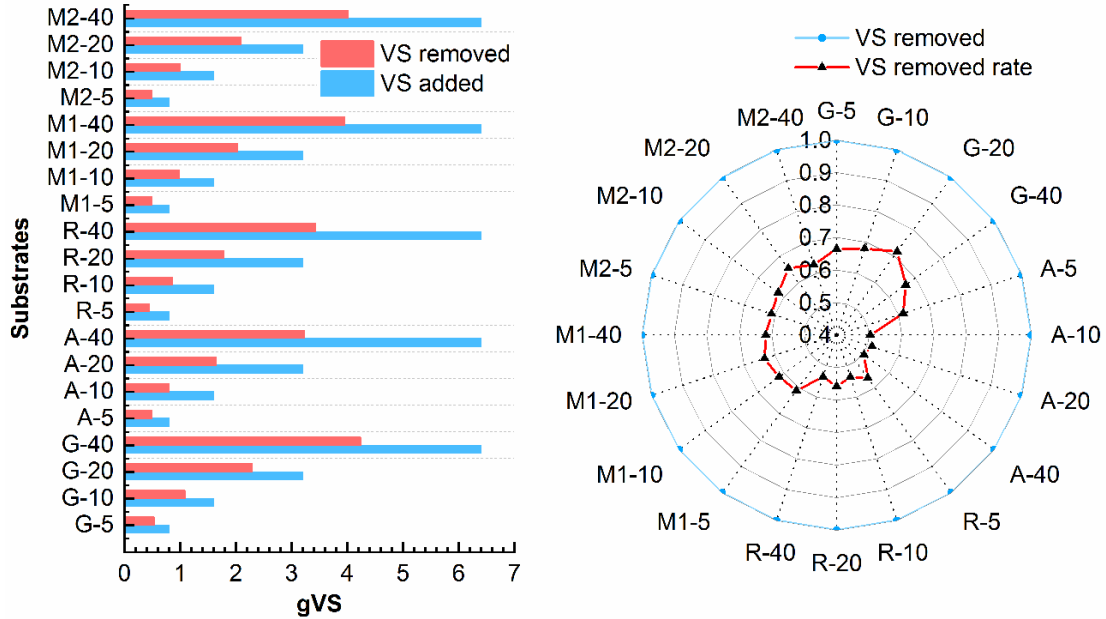 M2-40
M2-20
M2-10
M2-5
M1-40
M1-20
M1-10
M1-5
R-40
R-20
R-10
R-5
A-40
A-20
A-10
A-5
G-40
G-20
G-10
G-5
Substrates
VS removed
VS added
0 1 2 3 4 5 6 7
gVS
VS removed
VS removed rate
G-5
G-10
G-20
G-40
A-5
A-10
A-20
A-40
R-5
R-10
R-20
R-40
M1-5
M1-10
M1-20
M1-40
M2-5
M2-10
M2-20
M2-40
1.0
0.9
0.8
0.7
0.6
0.5
0.4